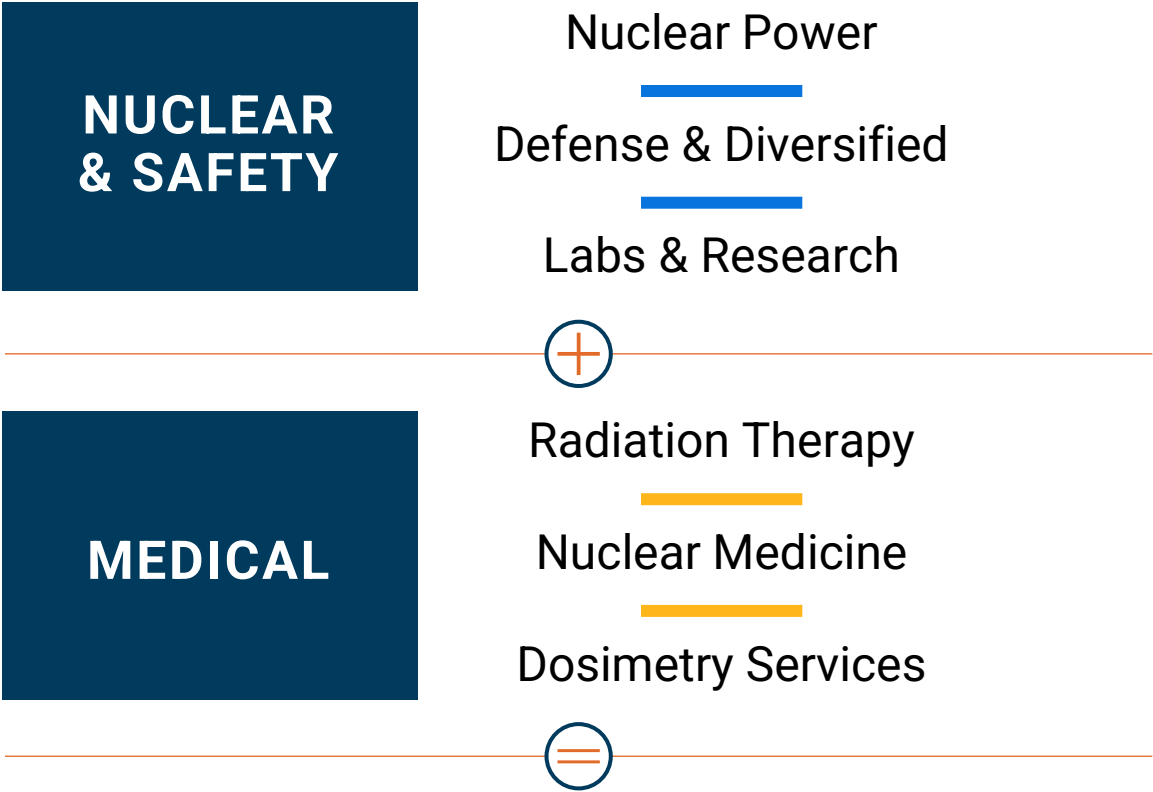 NUCLEAR
& SAFETY
Nuclear Power
Defense & Diversified
Labs & Research
+
MEDICAL
Radiation Therapy
Nuclear Medicine
Dosimetry Services
=